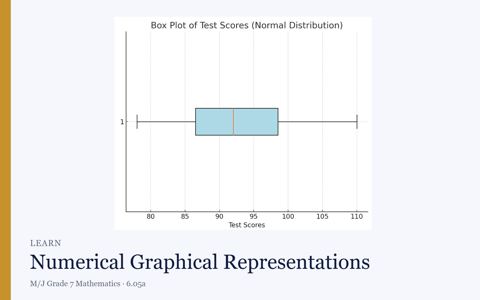 Box Plot of Test Scores (Normal Distribution)
1
80 85 90 95 100 105 110
Test Scores
LEARN
Numerical Graphical Representations
M/J Grade 7 Mathematics · 6.05a